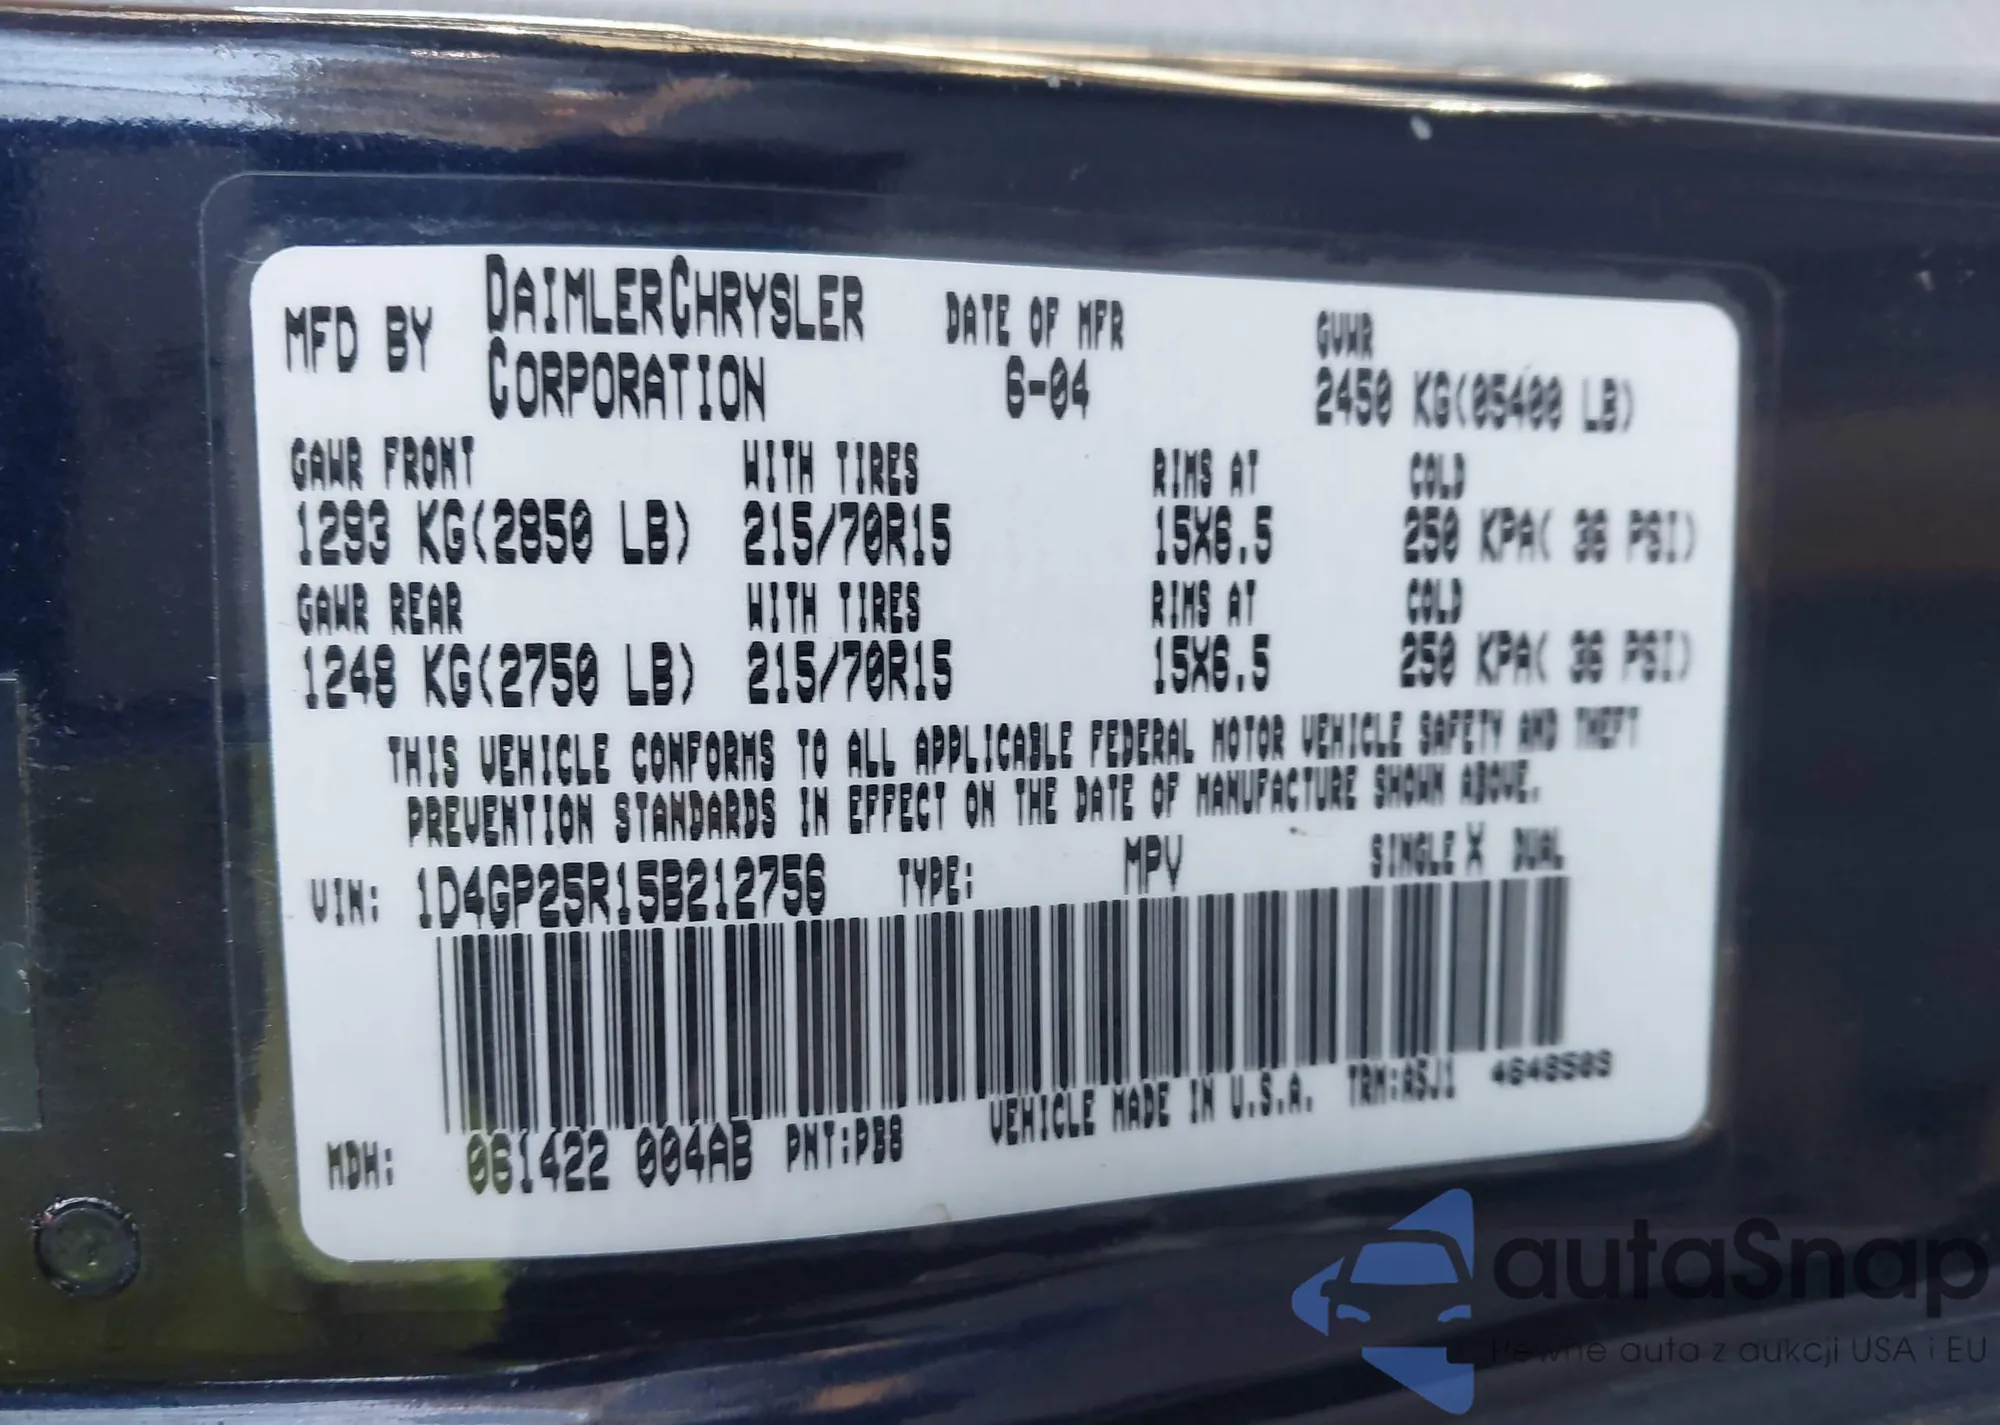 MFD BY DAIMLERCHRYSLER CORPORATION DATE OF MFR 6-04 GVWR 2450 KG(05400 LB)
GAWR FRONT WITH TIRES RIMS AT COLD
1293 KG(2850 LB) 215/70R15 15X6.5 250 KPA( 36 PSI)
GAWR REAR WITH TIRES RIMS AT COLD
1248 KG(2750 LB) 215/70R15 15X6.5 250 KPA( 36 PSI)
THIS VEHICLE CONFORMS TO ALL APPLICABLE FEDERAL MOTOR VEHICLE SAFETY AND THEFT
PREVENTION STANDARDS IN EFFECT ON THE DATE OF MANUFACTURE SHOWN ABOVE.
VIN: 1D4GP25R15B212756 TYPE: MPV SINGLE X DUAL
MDH: 061422 004AB PNT:PB8 VEHICLE MADE IN U.S.A. TRM:A5J1 4648509
autaSnap
Pewne auta z aukcji USA i EU